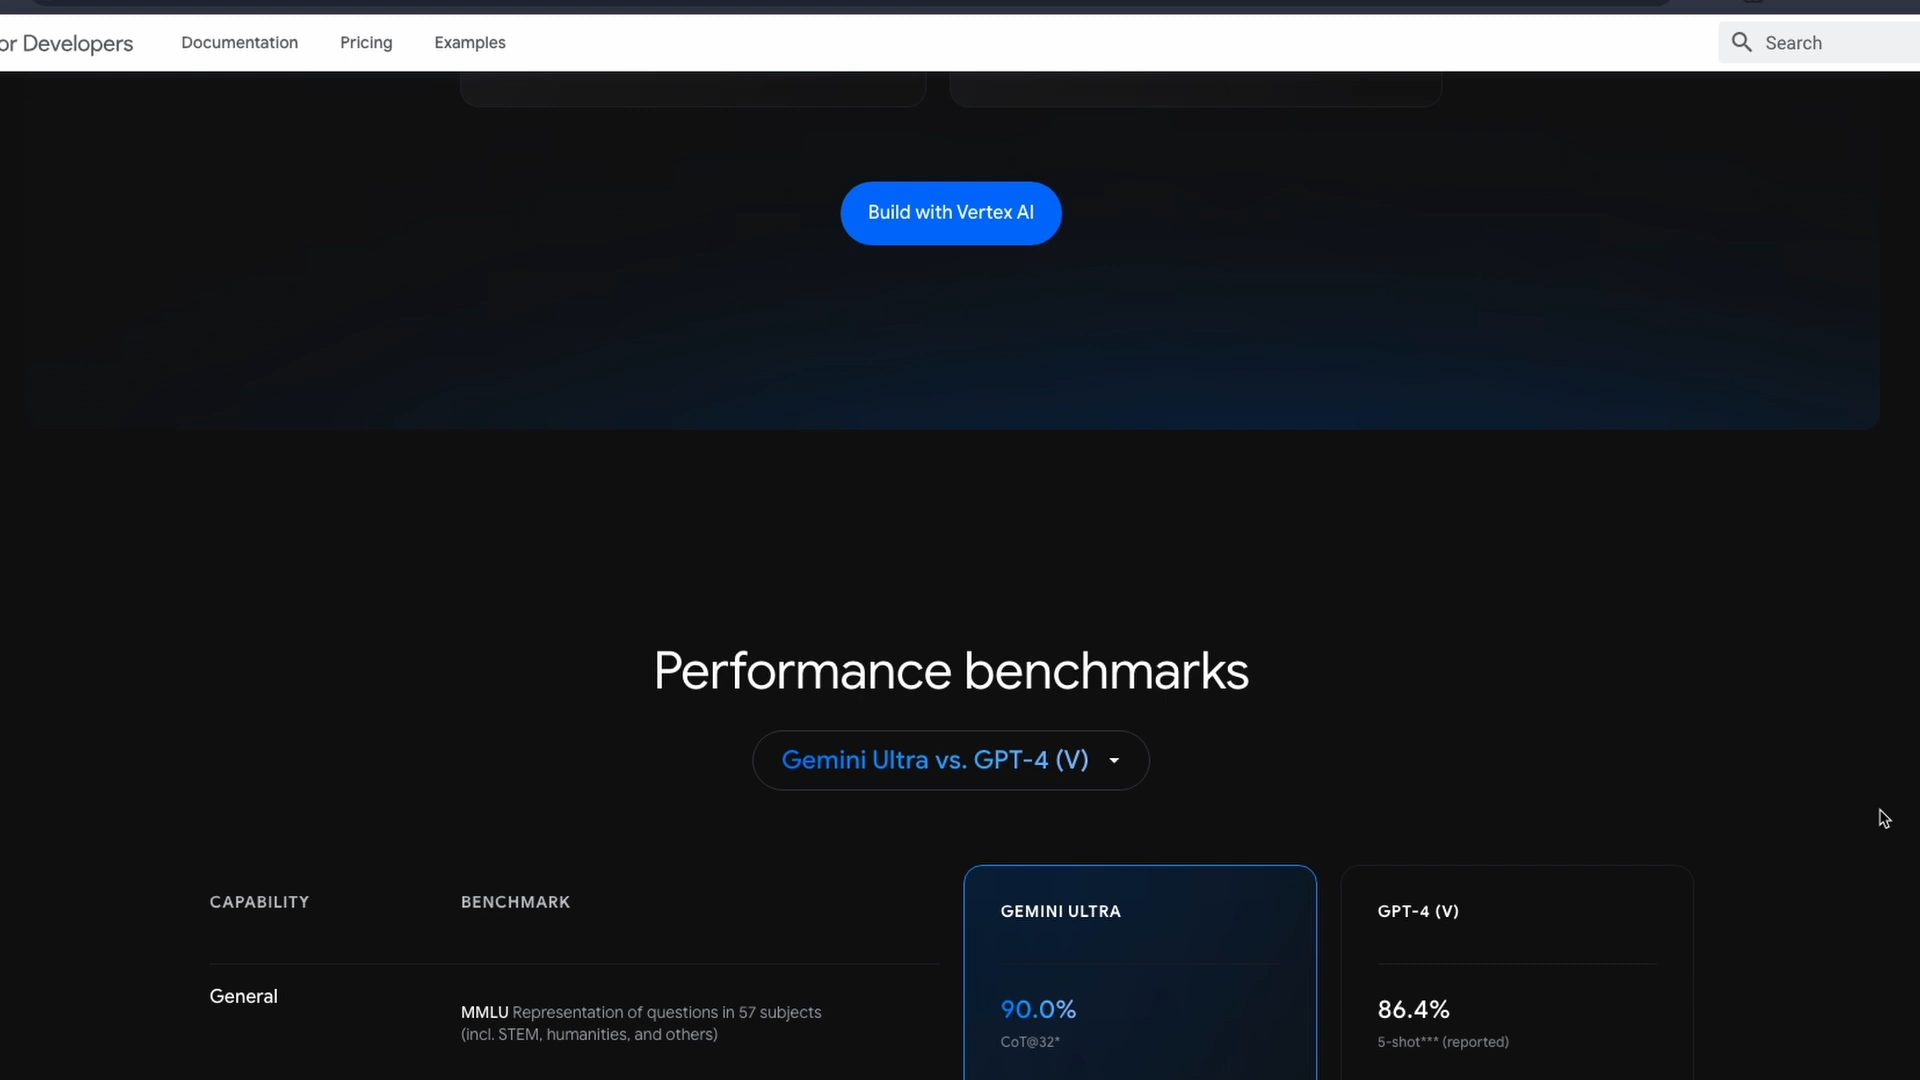 or Developers Documentation Pricing Examples Search
Build with Vertex AI
Performance benchmarks
Gemini Ultra vs. GPT-4 (V)
CAPABILITY BENCHMARK GEMINI ULTRA GPT-4 (V)
General
MMLU Representation of questions in 57 subjects
(incl. STEM, humanities, and others)
90.0%
CoT@32*
86.4%
5-shot*** (reported)